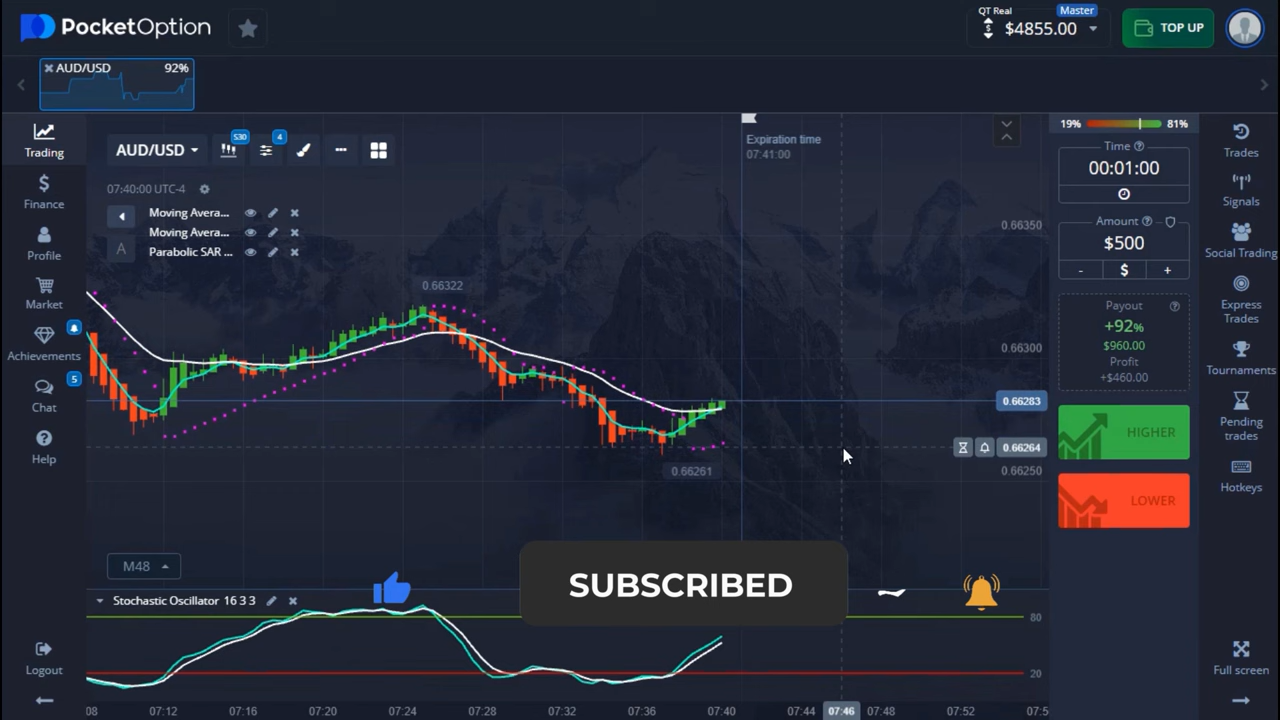 PocketOption
QT Real
Master
$4855.00
TOP UP
AUD/USD
92%
Trading
Finance
Profile
Market
Achievements
Chat
5
Help
Logout
AUD/USD
S30
4
07:40:00 UTC-4
Moving Avera...
Moving Avera...
A
Parabolic SAR ...
Expiration time
07:41:00
0.66322
0.66261
0.66350
0.66300
0.66283
0.66264
0.66250
M48
SUBSCRIBED
Stochastic Oscillator 16 3 3
80
20
08
07:12
07:16
07:20
07:24
07:28
07:32
07:36
07:40
07:44
07:46
07:48
07:52
07:5
19%
81%
Time
00:01:00
Amount
$500
-
$
+
Payout
+92%
$960.00
Profit
+$460.00
HIGHER
LOWER
Trades
Signals
Social Trading
Express
Trades
Tournaments
Pending
trades
Hotkeys
Full screen